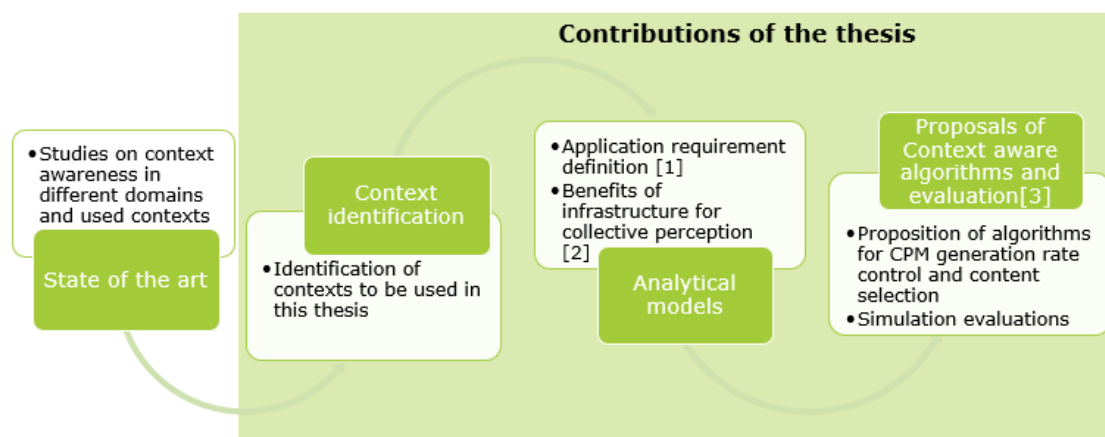 Contributions of the thesis
•Studies on context
awareness in
different domains
and used contexts
State of the art
Context
identification
•Identification of
contexts to be used in
this thesis
•Application requirement
definition [1]
•Benefits of
infrastructure for
collective perception
[2]
Analytical
models
Proposals of
Context aware
algorithms and
evaluation[3]
•Proposition of algorithms
for CPM generation rate
control and content
selection
•Simulation evaluations